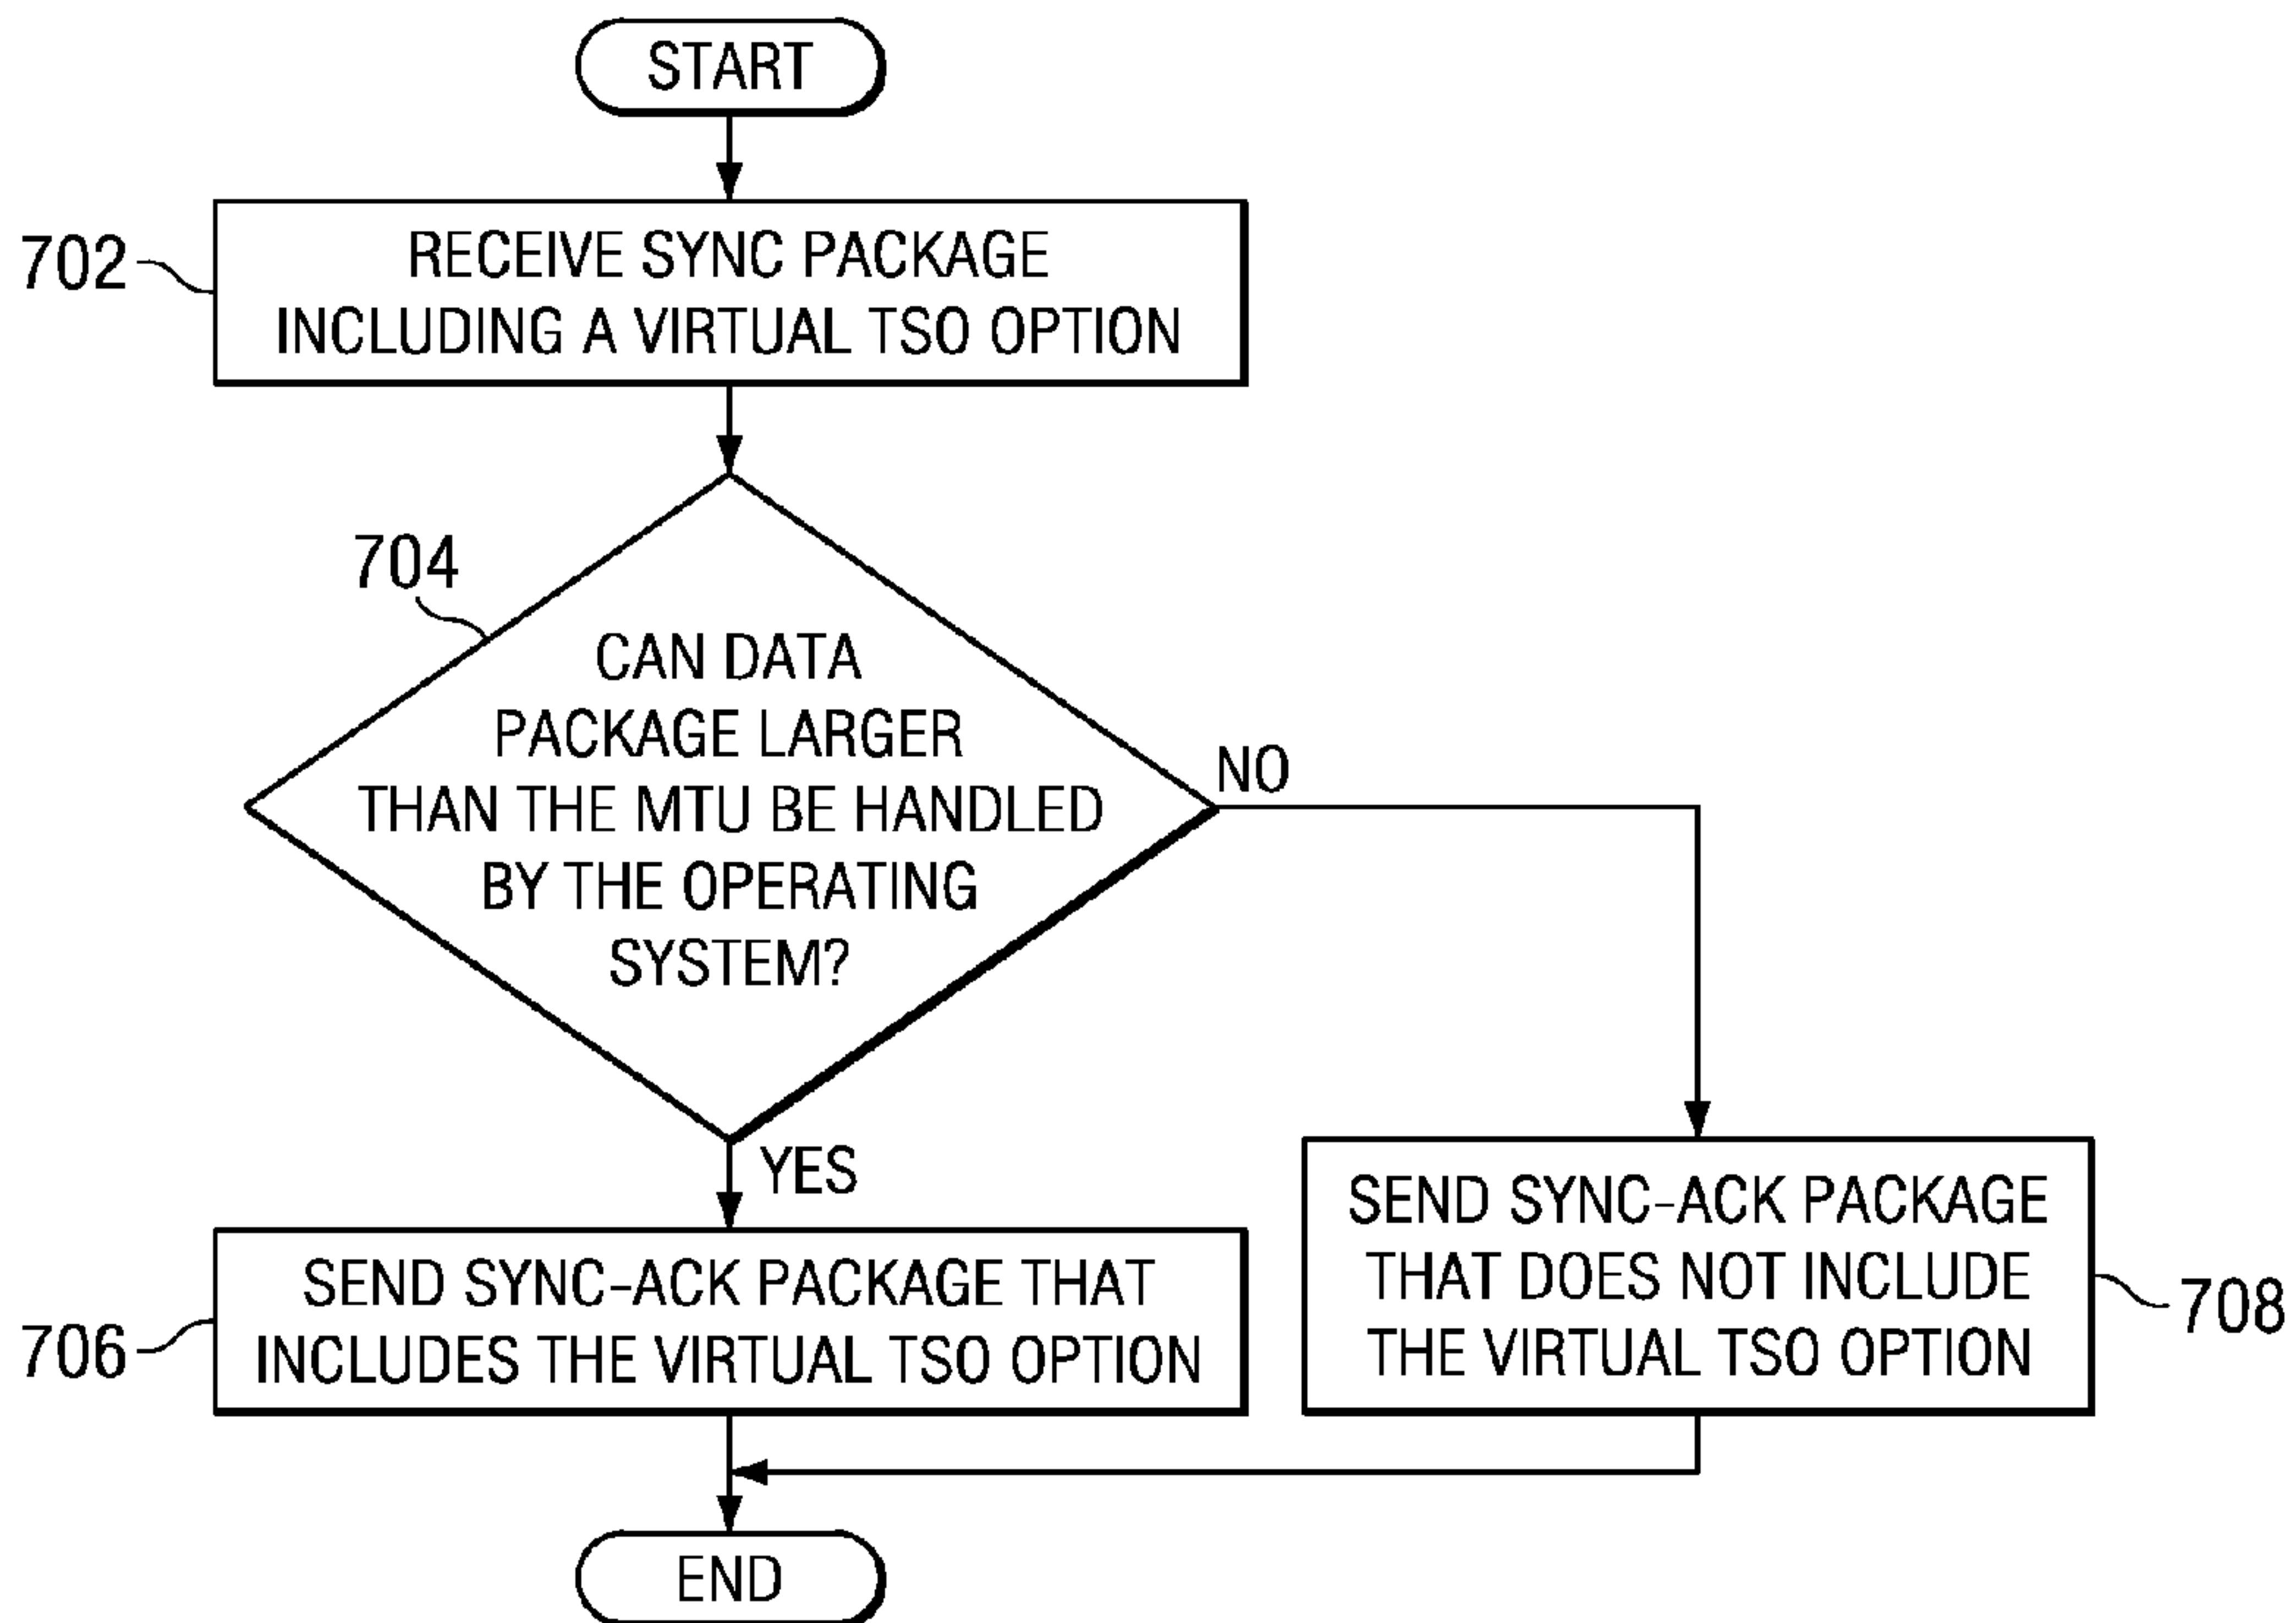 START
702
RECEIVE SYNC PACKAGE
INCLUDING A VIRTUAL TSO OPTION
704
CAN DATA
PACKAGE LARGER
THAN THE MTU BE HANDLED
BY THE OPERATING
SYSTEM?
NO
YES
706
SEND SYNC-ACK PACKAGE THAT
INCLUDES THE VIRTUAL TSO OPTION
SEND SYNC-ACK PACKAGE
THAT DOES NOT INCLUDE
THE VIRTUAL TSO OPTION
708
END